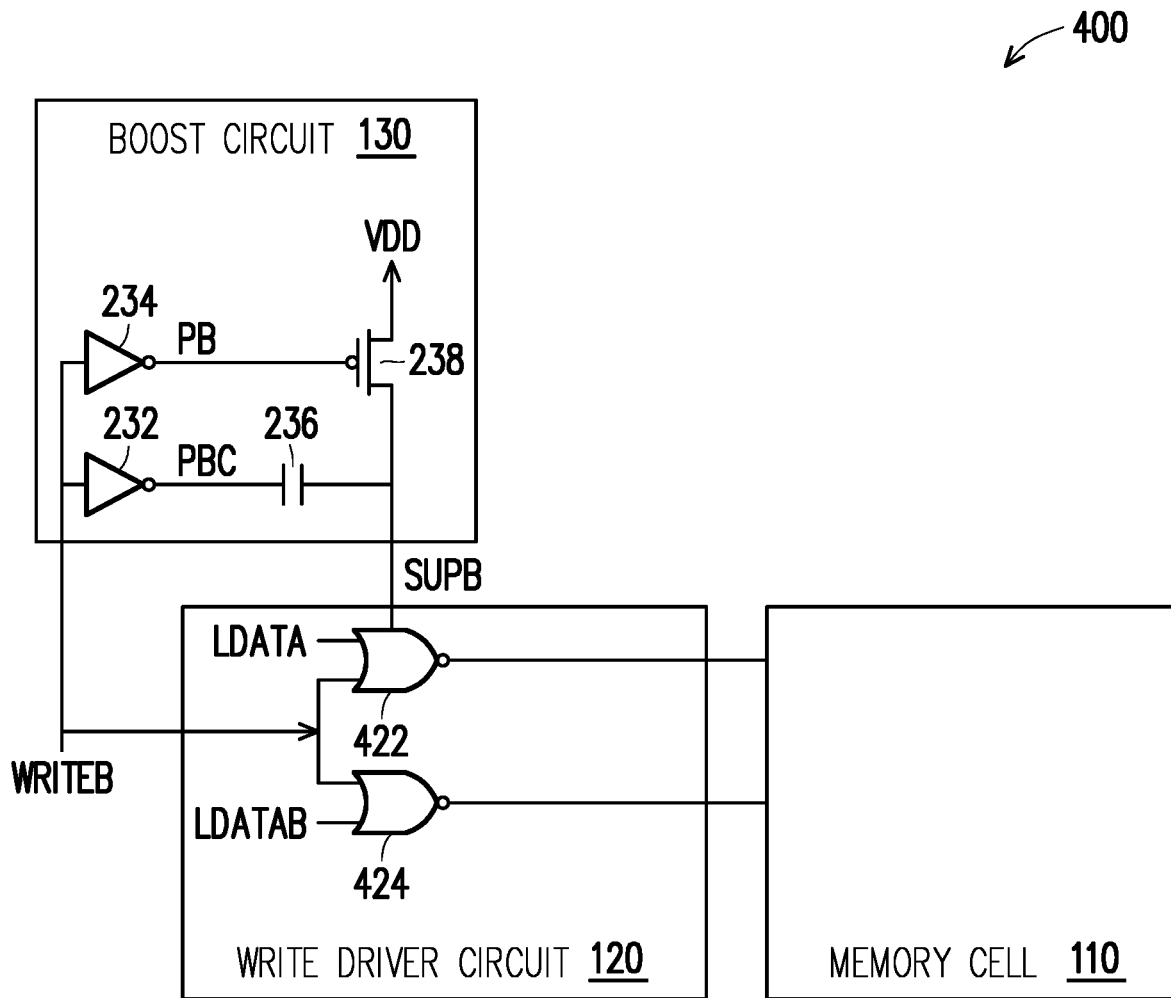 400
BOOST CIRCUIT 130
VDD
234
PB
238
232
PBC
236
SUPB
LDATA
422
WRITEB
LDATAB
424
WRITE DRIVER CIRCUIT 120
MEMORY CELL 110